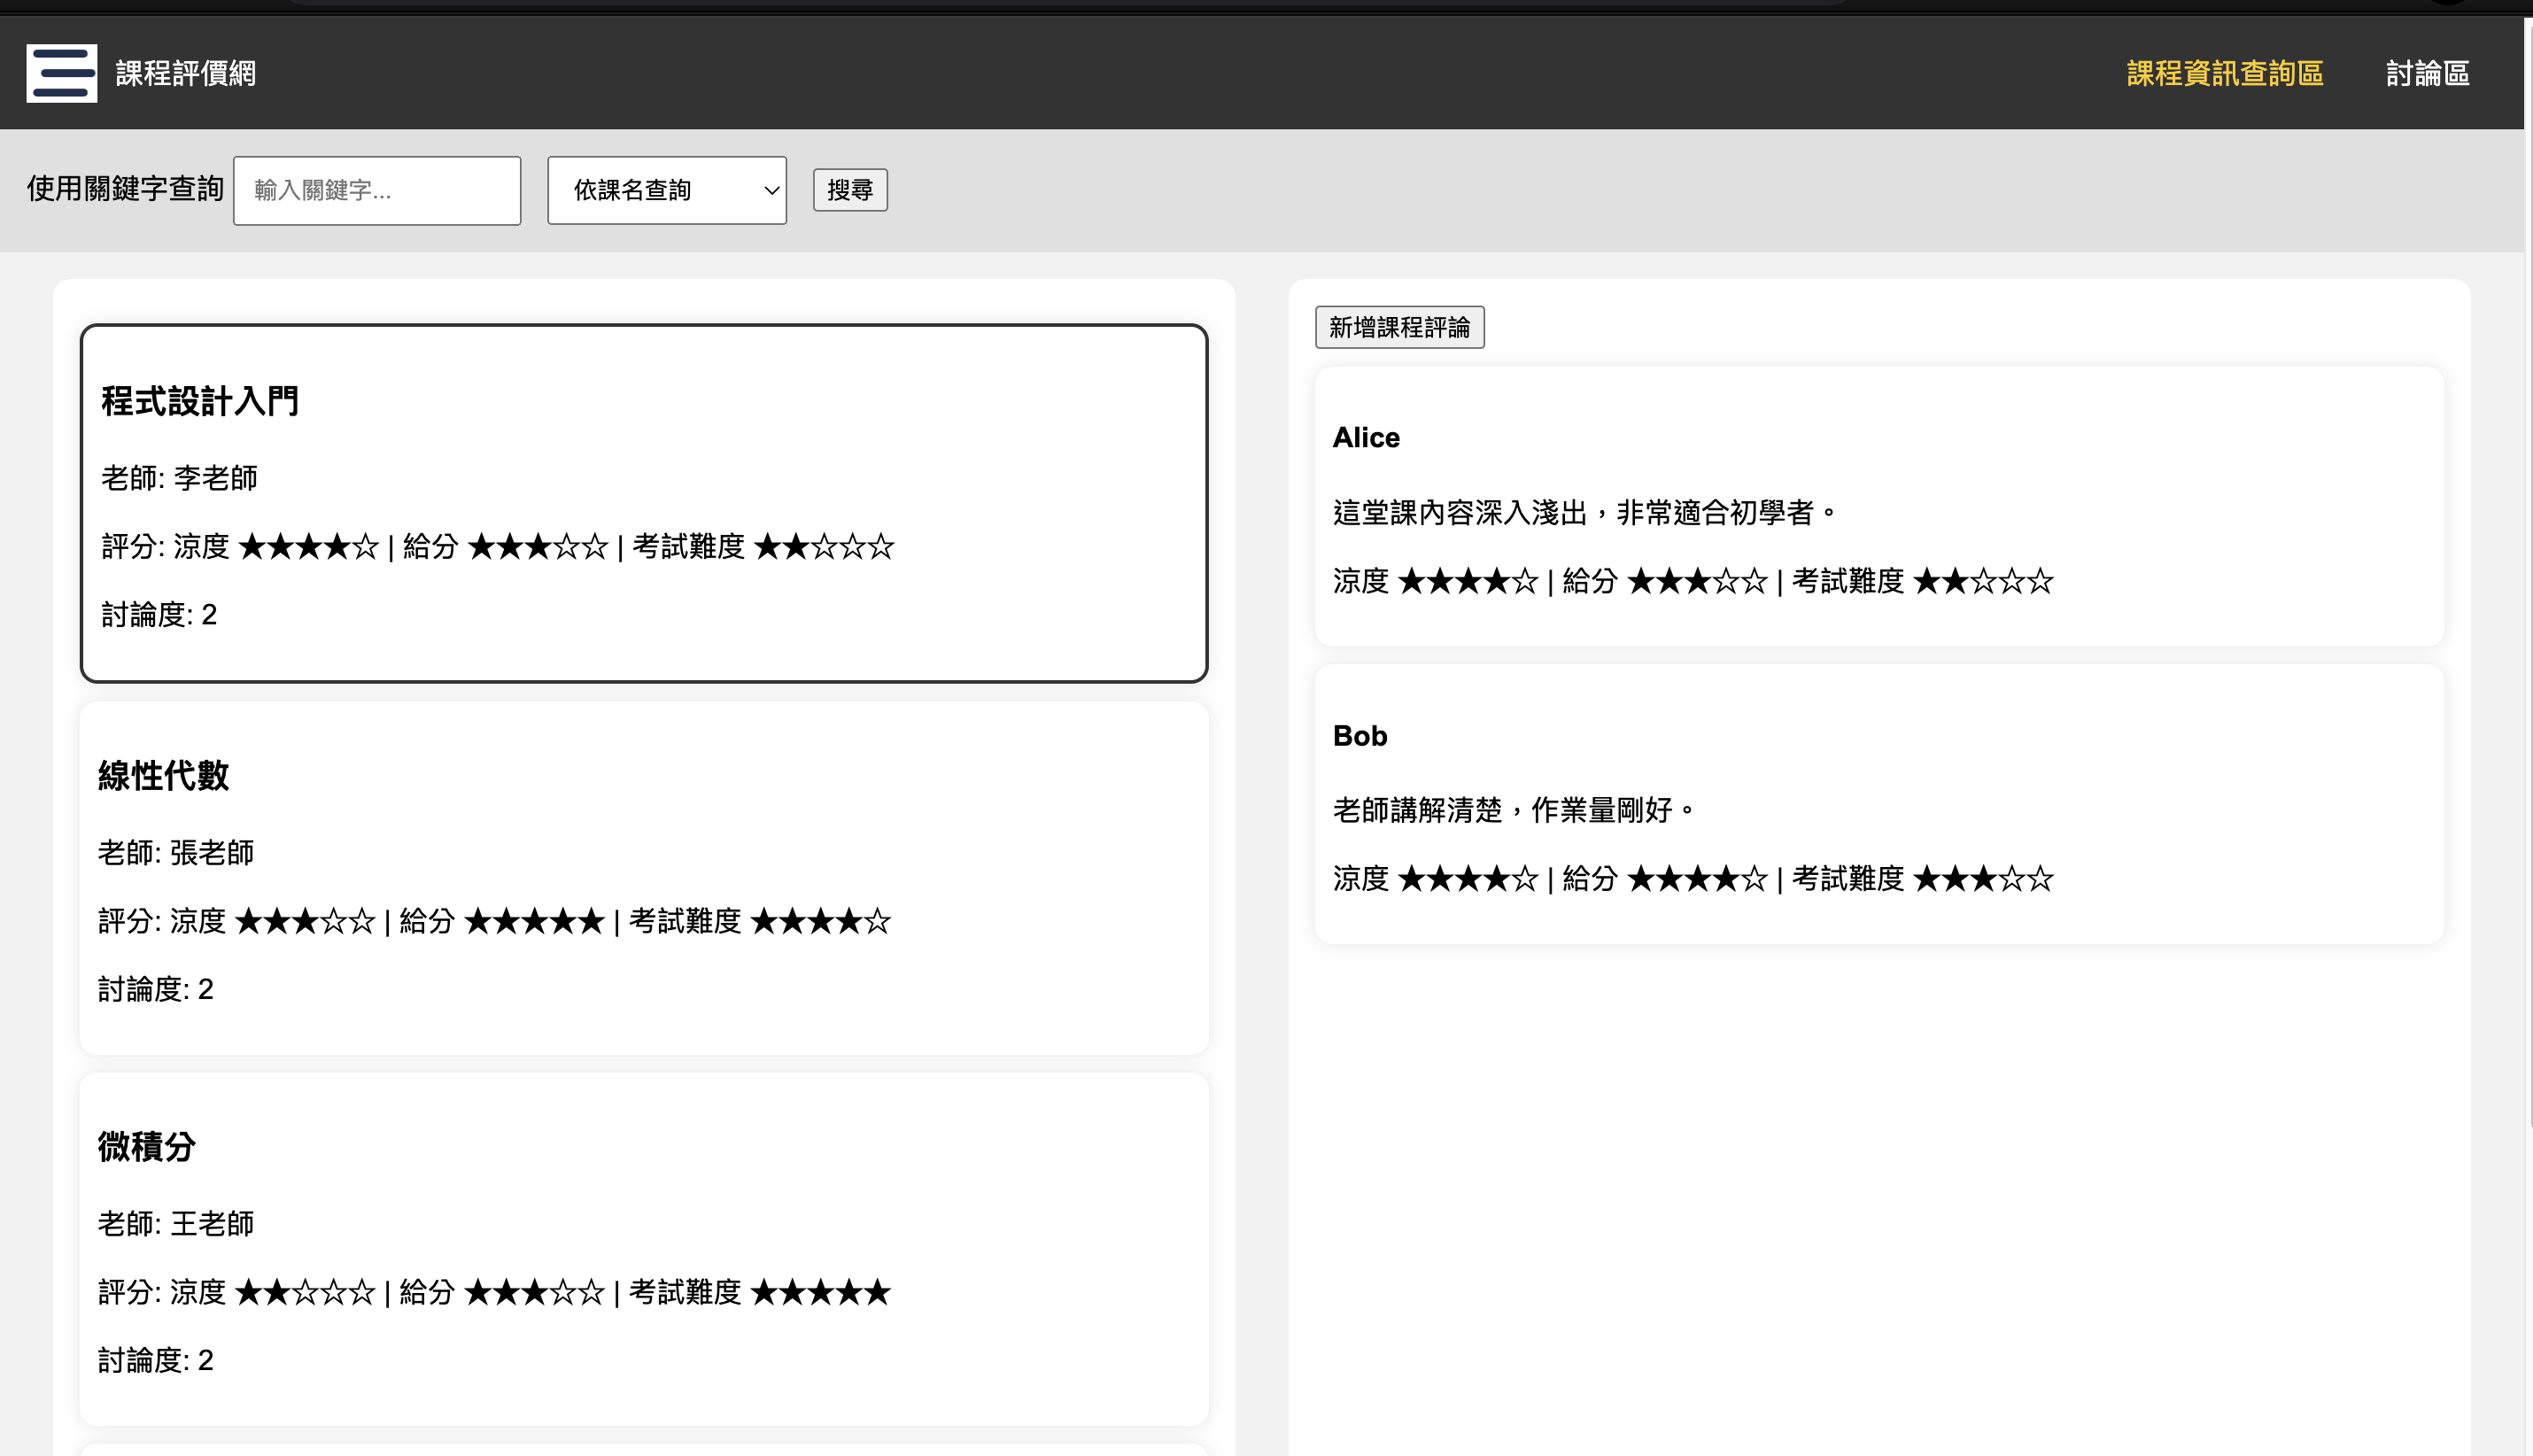 課程評價網
課程資訊查詢區 討論區
使用關鍵字查詢 輸入關鍵字... 依課名查詢 搜尋
程式設計入門
老師: 李老師
評分: 涼度 ★★★★☆ | 給分 ★★★☆☆ | 考試難度 ★★☆☆☆
討論度: 2
線性代數
老師: 張老師
評分: 涼度 ★★★☆☆ | 給分 ★★★★★ | 考試難度 ★★★★☆
討論度: 2
微積分
老師: 王老師
評分: 涼度 ★★☆☆☆ | 給分 ★★★☆☆ | 考試難度 ★★★★★
討論度: 2
新增課程評論
Alice
這堂課內容深入淺出，非常適合初學者。
涼度 ★★★★☆ | 給分 ★★★☆☆ | 考試難度 ★★☆☆☆
Bob
老師講解清楚，作業量剛好。
涼度 ★★★★☆ | 給分 ★★★★☆ | 考試難度 ★★★☆☆